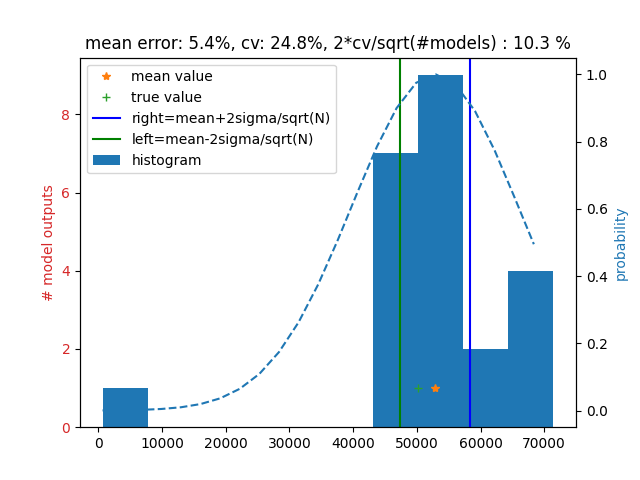 mean error: 5.4%, cv: 24.8%, 2*cv/sqrt(#models) : 10.3 %
mean value
true value
right=mean+2sigma/sqrt(N)
left=mean-2sigma/sqrt(N)
histogram
# model outputs
8
6
4
2
0
probability
1.0
0.8
0.6
0.4
0.2
0.0
0 10000 20000 30000 40000 50000 60000 70000